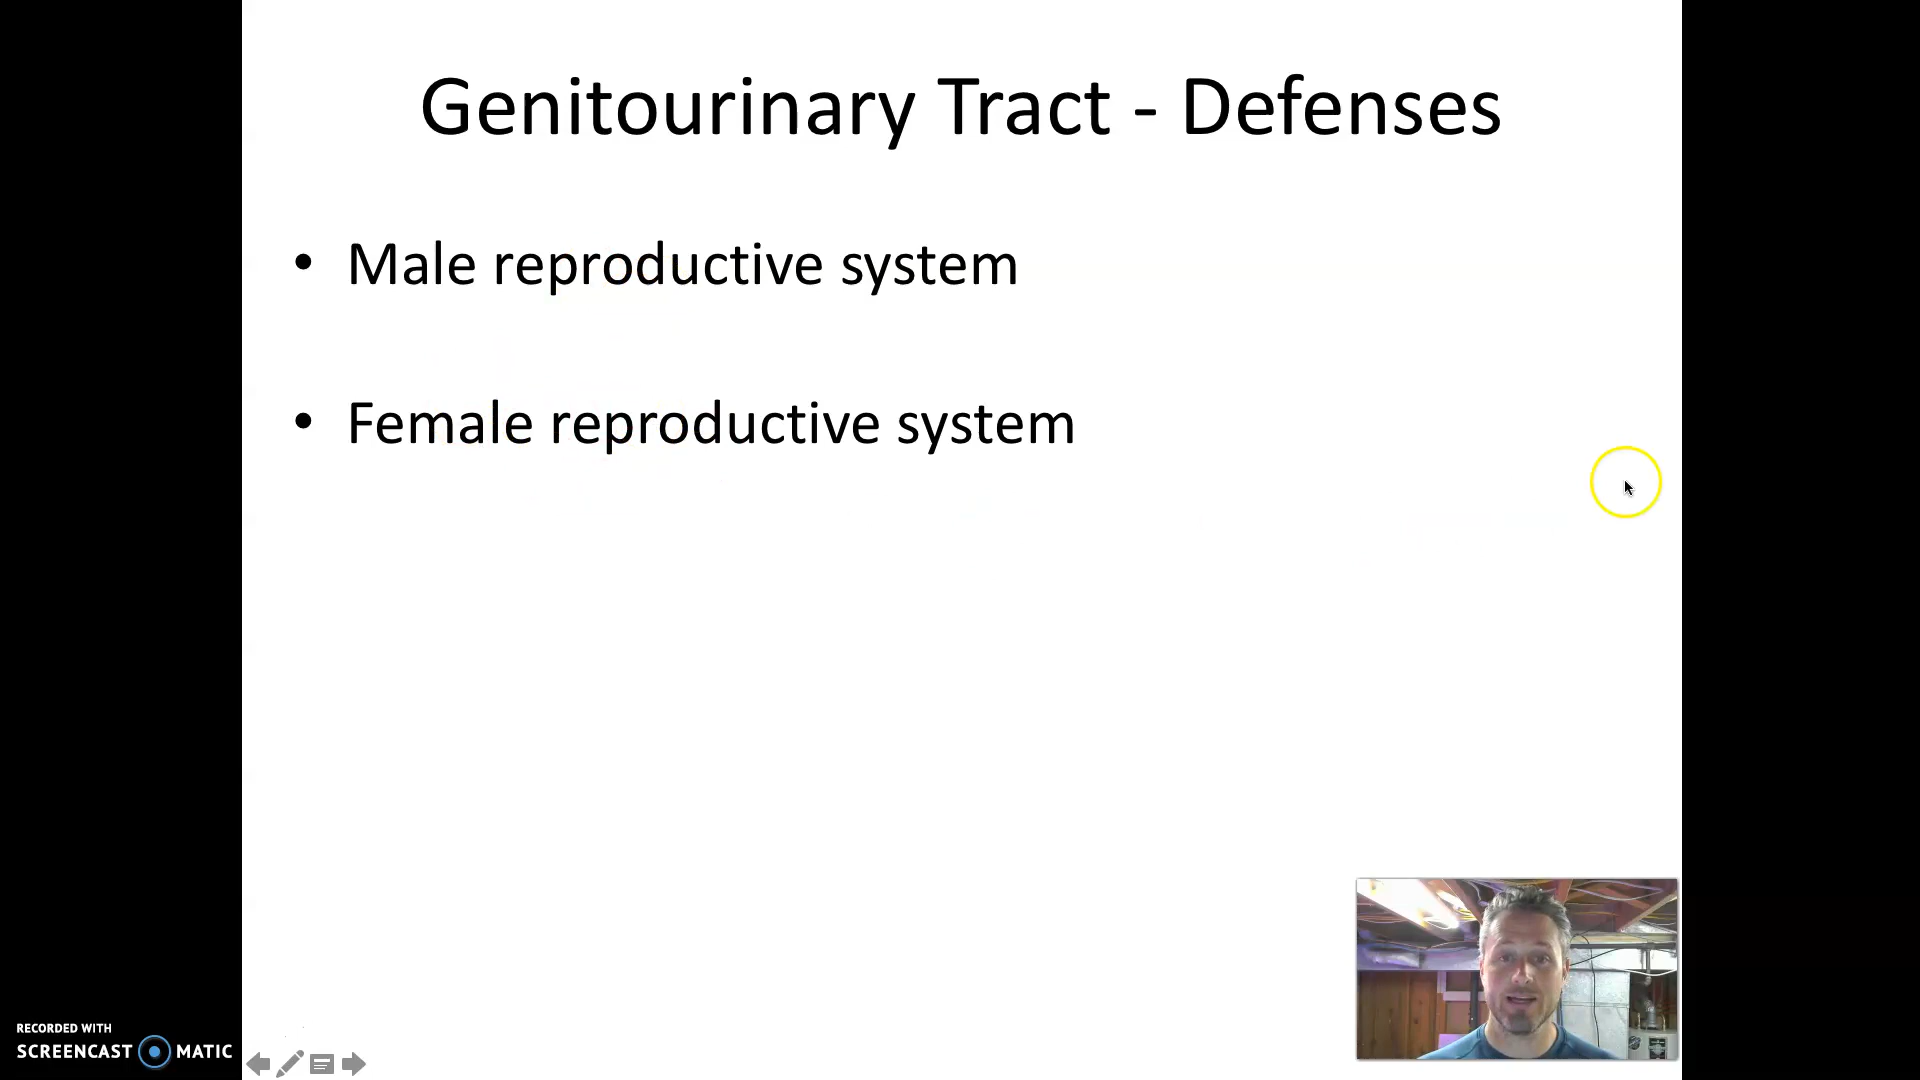 Genitourinary Tract - Defenses
• Male reproductive system
• Female reproductive system
RECORDED WITH
SCREENCAST MATIC